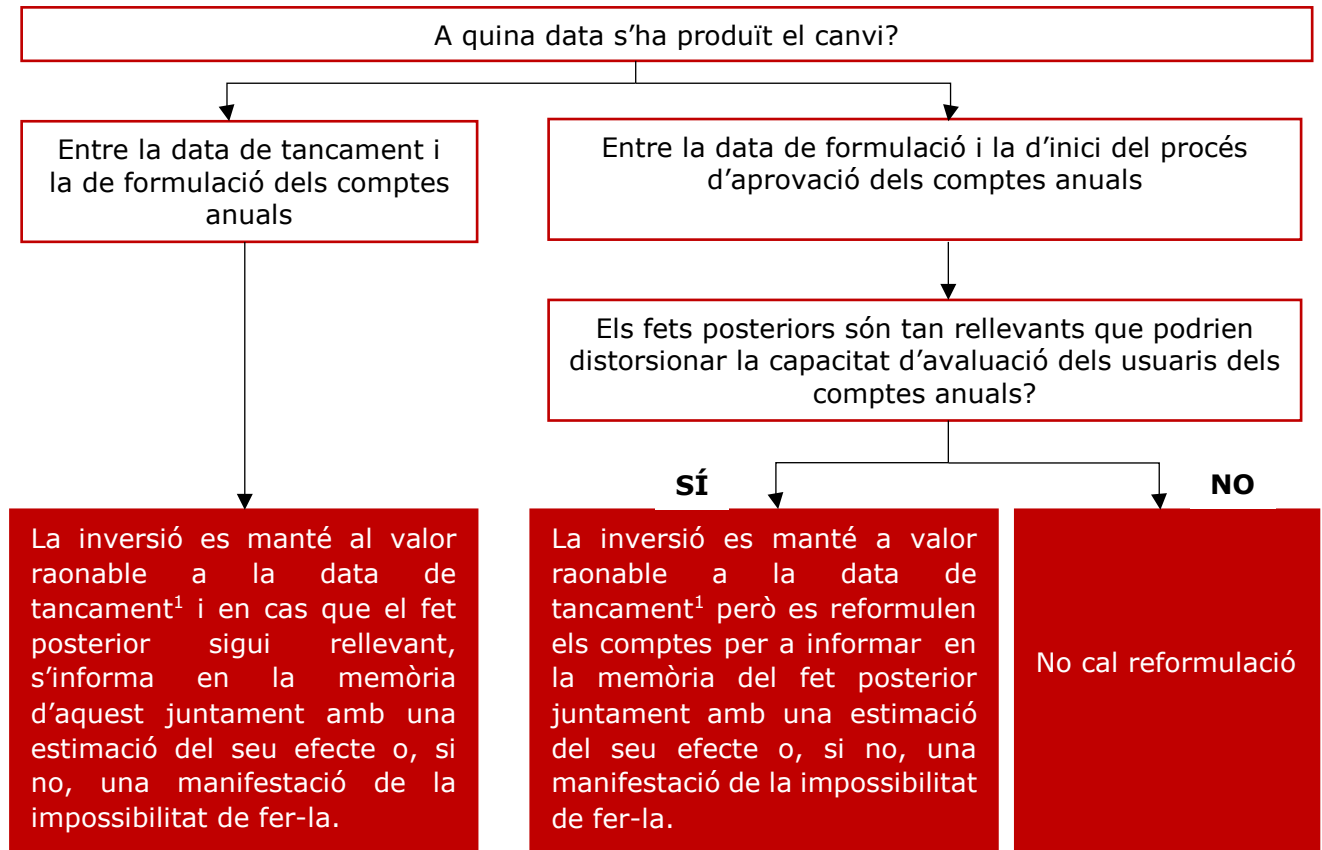 A quina data s’ha produït el canvi?
Entre la data de tancament i
la de formulació dels comptes
anuals
Entre la data de formulació i la d’inici del procés
d’aprovació dels comptes anuals
Els fets posteriors són tan rellevants que podrien
distorsionar la capacitat d’avaluació dels usuaris dels
comptes anuals?
SÍ
NO
La inversió es manté al valor
raonable a la data de
tancament¹ i en cas que el fet
posterior sigui rellevant,
s’informa en la memòria
d’aquest juntament amb una
estimació del seu efecte o, si
no, una manifestació de la
impossibilitat de fer-la.
La inversió es manté a valor
raonable a la data de
tancament¹ però es reformulen
els comptes per a informar en
la memòria del fet posterior
juntament amb una estimació
del seu efecte o, si no, una
manifestació de la impossibilitat
de fer-la.
No cal reformulació